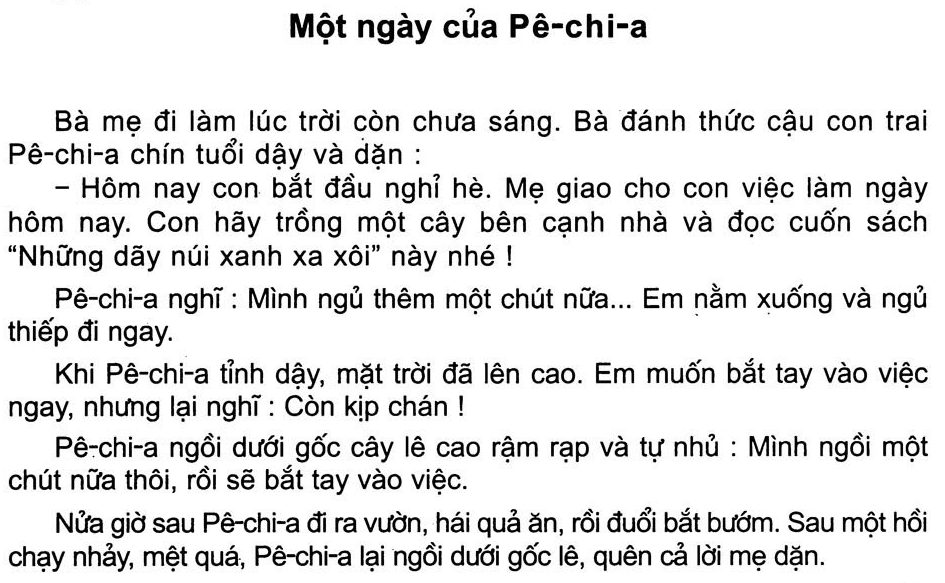 Một ngày của Pê-chi-a
Bà mẹ đi làm lúc trời còn chưa sáng. Bà đánh thức cậu con trai
Pê-chi-a chín tuổi dậy và dặn :
– Hôm nay con bắt đầu nghỉ hè. Mẹ giao cho con việc làm ngày
hôm nay. Con hãy trồng một cây bên cạnh nhà và đọc cuốn sách
“Những dãy núi xanh xa xôi” này nhé !
Pê-chi-a nghĩ : Mình ngủ thêm một chút nữa... Em nằm xuống và ngủ
thiếp đi ngay.
Khi Pê-chi-a tỉnh dậy, mặt trời đã lên cao. Em muốn bắt tay vào việc
ngay, nhưng lại nghĩ : Còn kịp chán !
Pê-chi-a ngồi dưới gốc cây lê cao rậm rạp và tự nhủ : Mình ngồi một
chút nữa thôi, rồi sẽ bắt tay vào việc.
Nửa giờ sau Pê-chi-a đi ra vườn, hái quả ăn, rồi đuổi bắt bướm. Sau một hồi
chạy nhảy, mệt quá, Pê-chi-a lại ngồi dưới gốc lê, quên cả lời mẹ dặn.